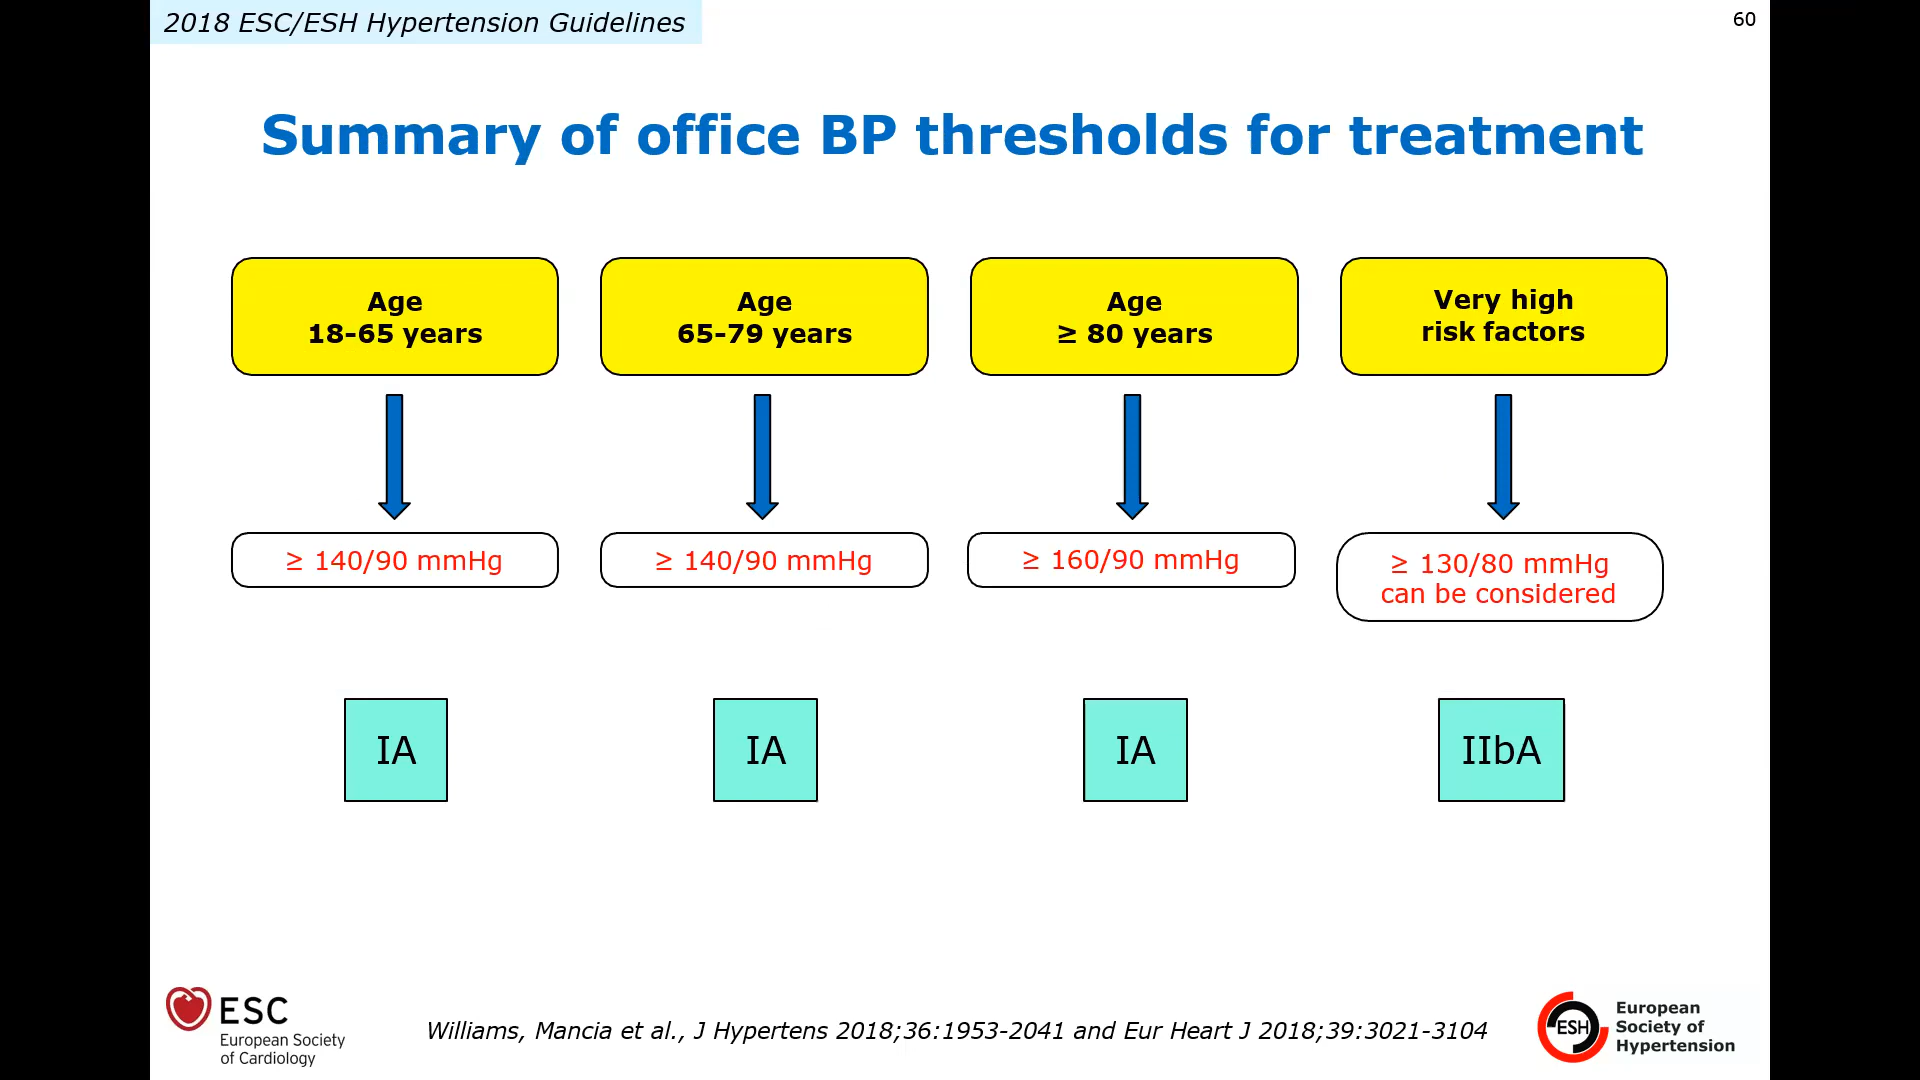 2018 ESC/ESH Hypertension Guidelines
60
Summary of office BP thresholds for treatment
Age
18-65 years
Age
65-79 years
Age
≥ 80 years
Very high
risk factors
≥ 140/90 mmHg
≥ 140/90 mmHg
≥ 160/90 mmHg
≥ 130/80 mmHg
can be considered
IA
IA
IA
IIbA
ESC
European Society
of Cardiology
Williams, Mancia et al., J Hypertens 2018;36:1953-2041 and Eur Heart J 2018;39:3021-3104
ESH
European
Society of
Hypertension